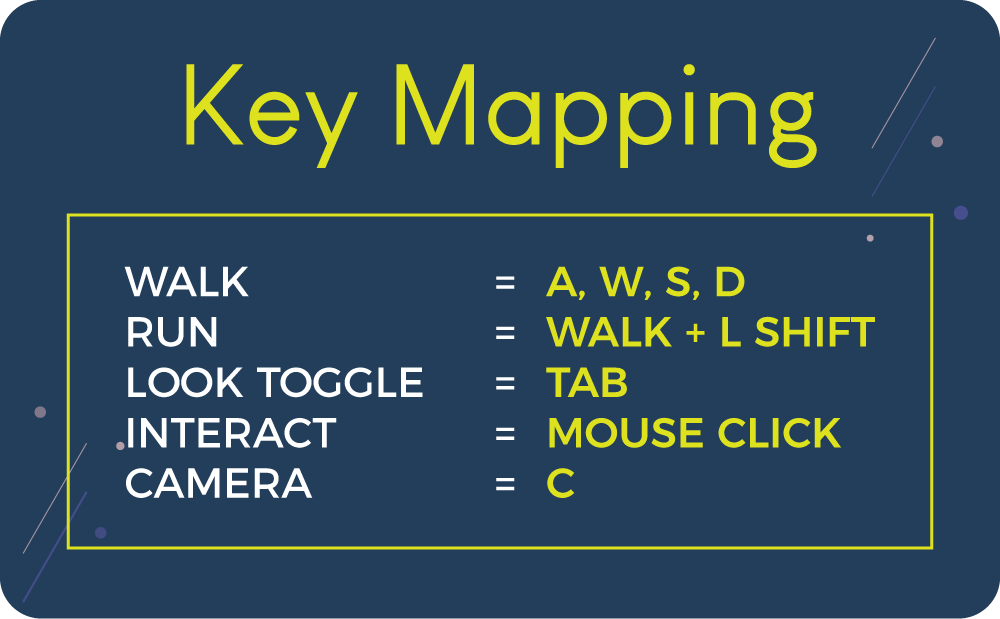 Key Mapping
WALK = A, W, S, D
RUN = WALK + L SHIFT
LOOK TOGGLE = TAB
INTERACT = MOUSE CLICK
CAMERA = C